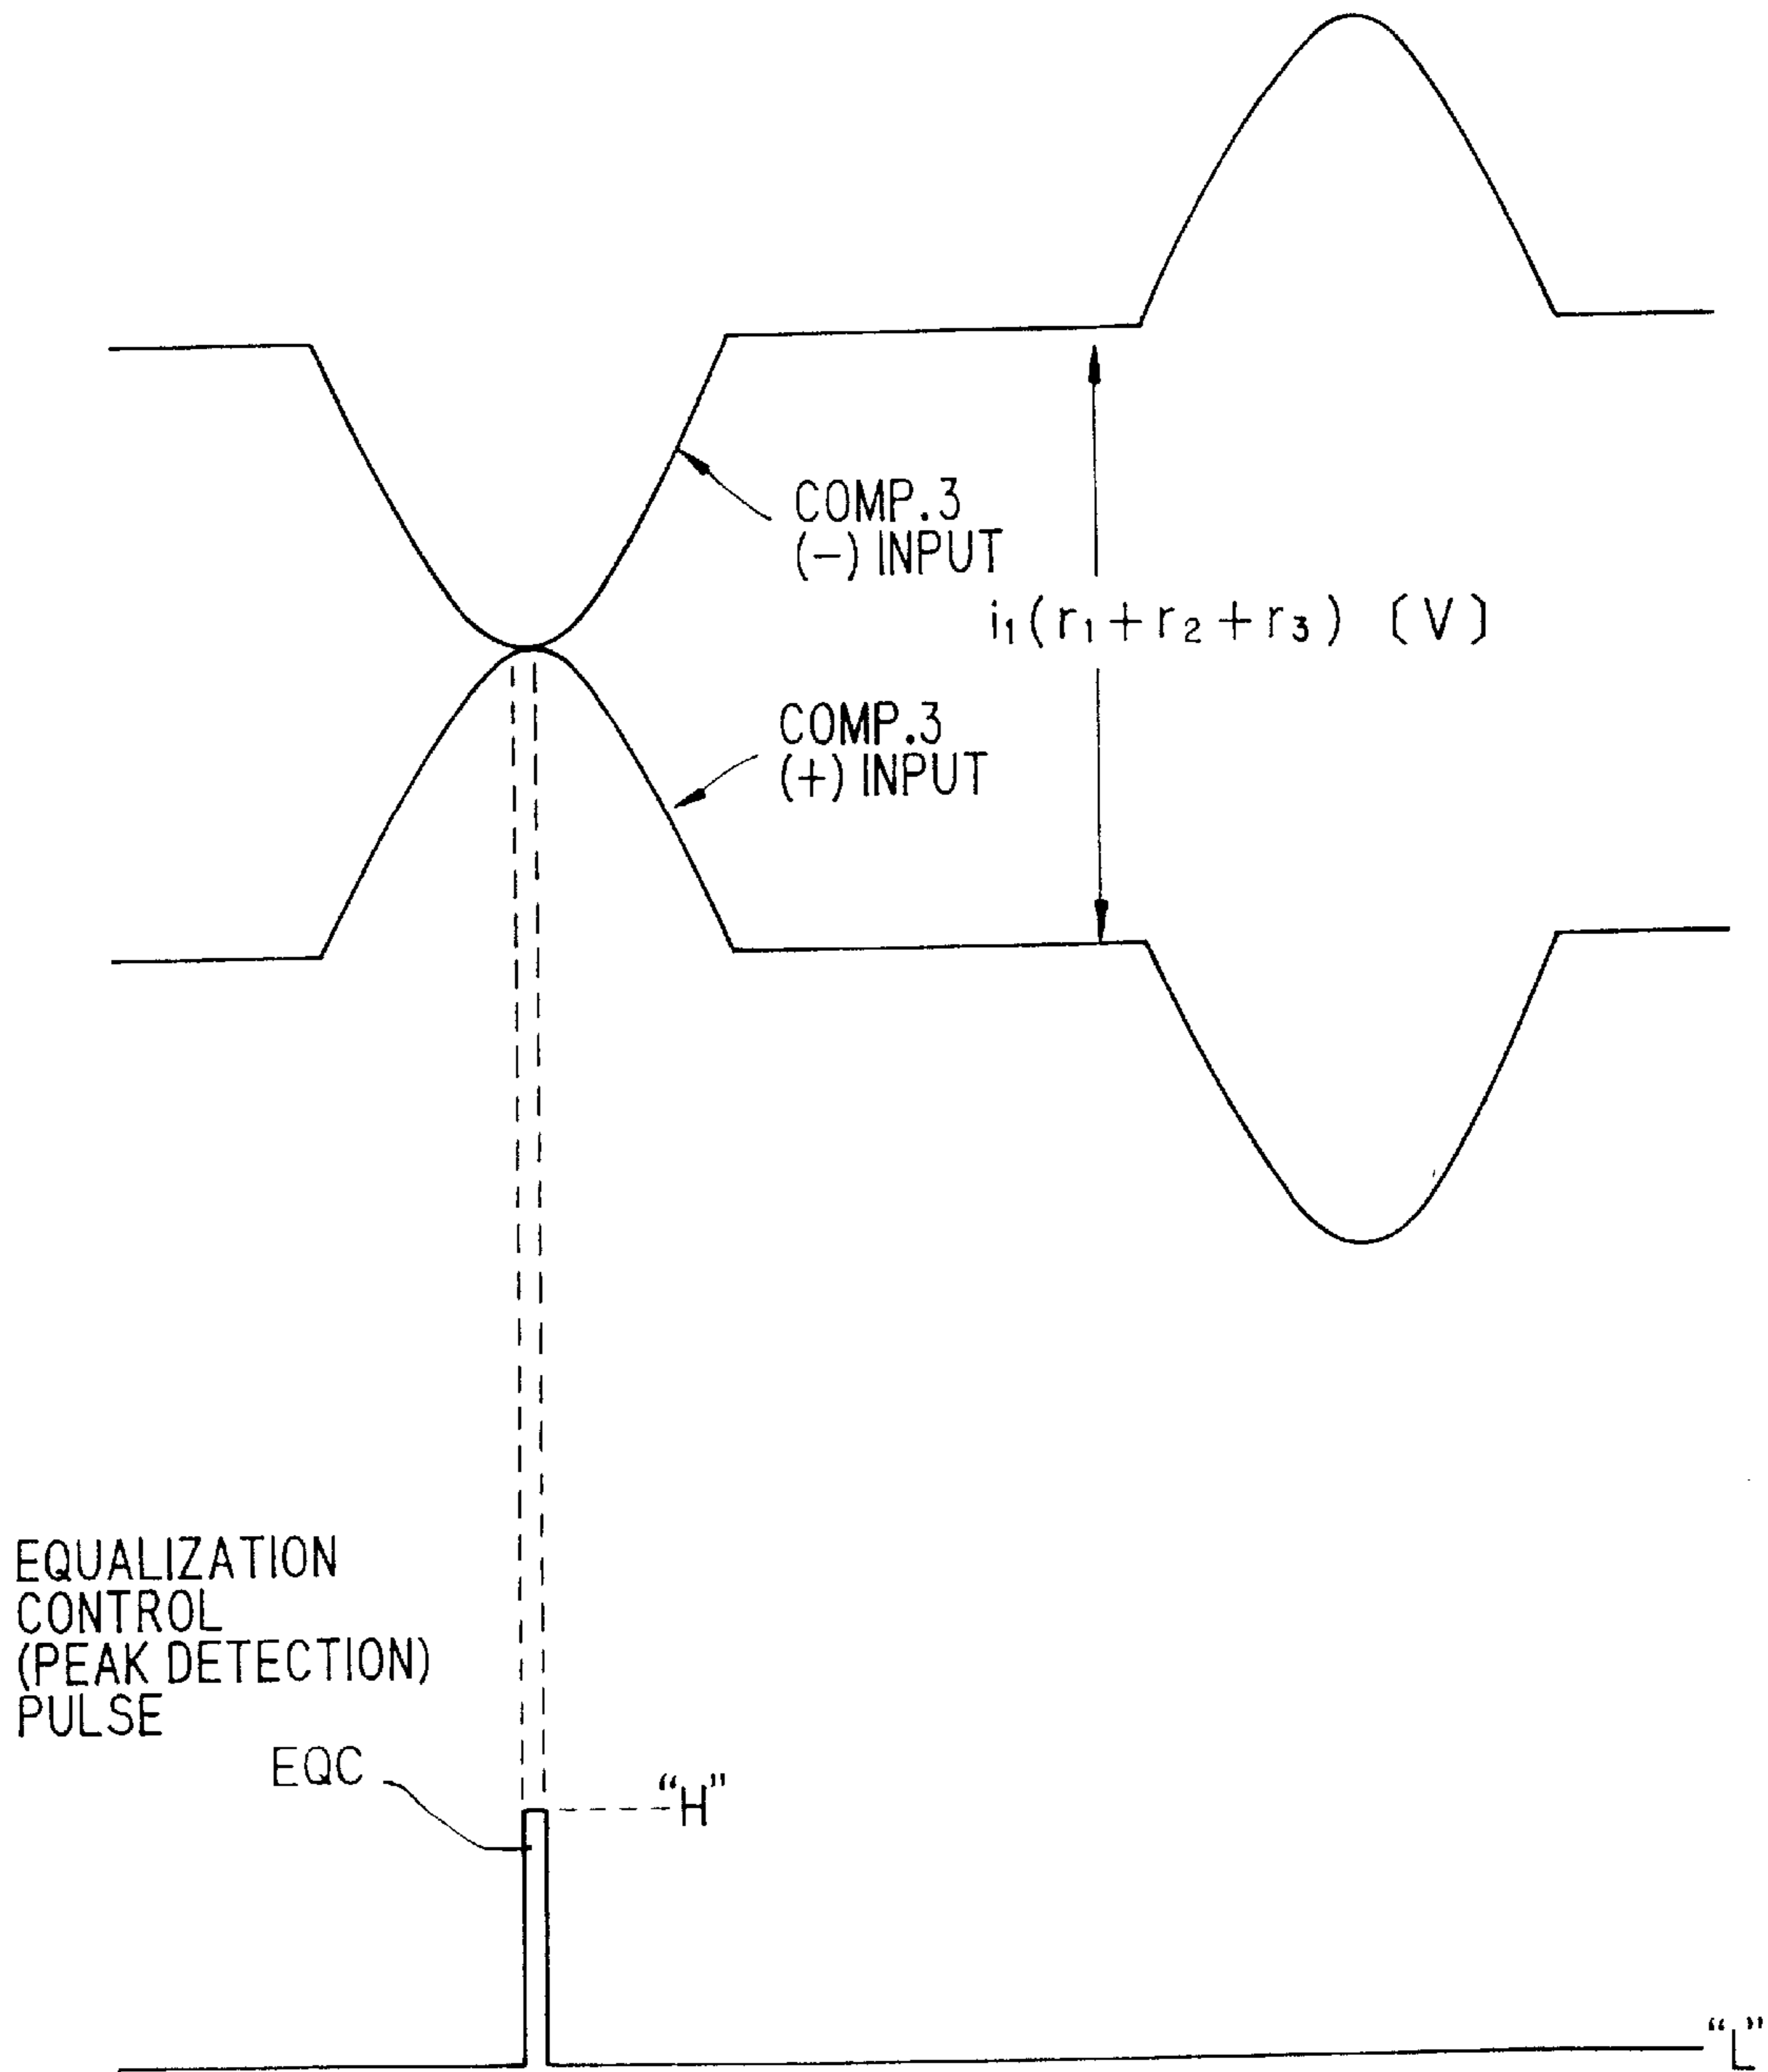 COMP.3
(−) INPUT
i₁(r₁+r₂+r₃) 〔V〕
COMP.3
(+) INPUT
EQUALIZATION
CONTROL
(PEAK DETECTION)
PULSE
EQC
“H”
“L”